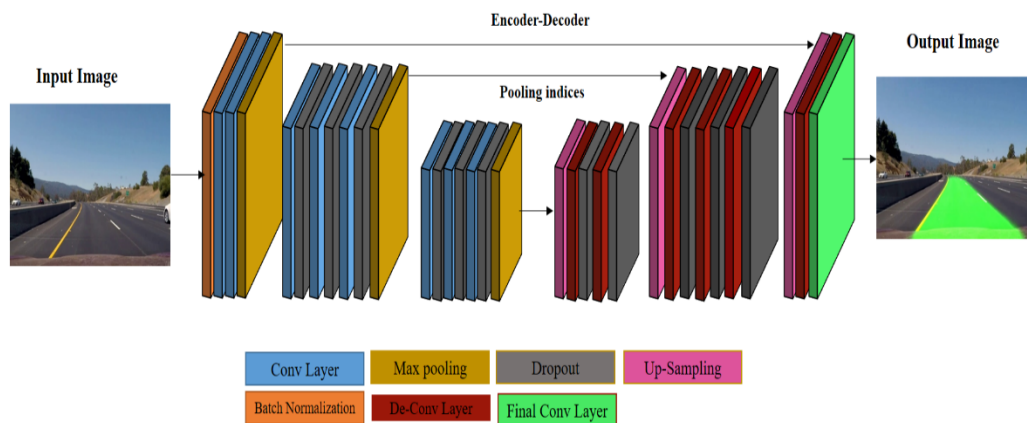 Encoder-Decoder
Input Image
Output Image
Pooling indices
Conv Layer
Max pooling
Dropout
Up-Sampling
Batch Normalization
De-Conv Layer
Final Conv Layer